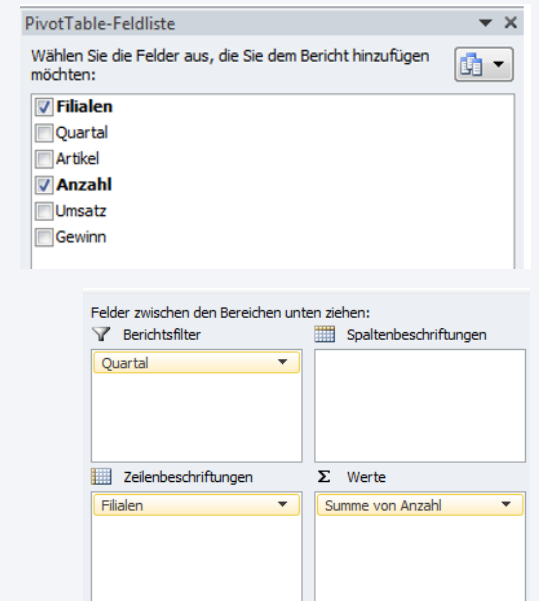 PivotTable-Feldliste
Wählen Sie die Felder aus, die Sie dem Bericht hinzufügen
möchten:
Filialen
Quartal
Artikel
Anzahl
Umsatz
Gewinn
Felder zwischen den Bereichen unten ziehen:
Berichtsfilter
Spaltenbeschriftungen
Quartal
Zeilenbeschriftungen
Σ Werte
Filialen
Summe von Anzahl